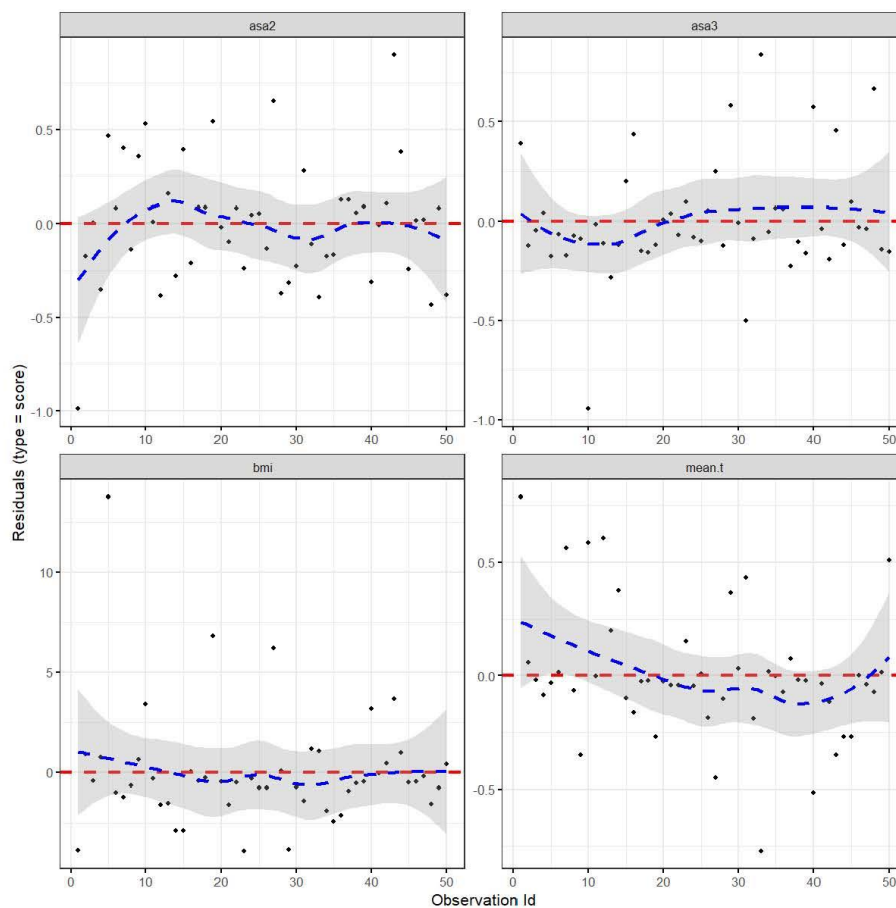 asa2 asa3
0.5 0.5
0.0 0.0
-0.5 -0.5
-1.0 -1.0
0 10 20 30 40 50 0 10 20 30 40 50
bmi mean.t
10 0.5
5 0.0
0 -0.5
0 10 20 30 40 50 0 10 20 30 40 50
Residuals (type = score)
Observation Id